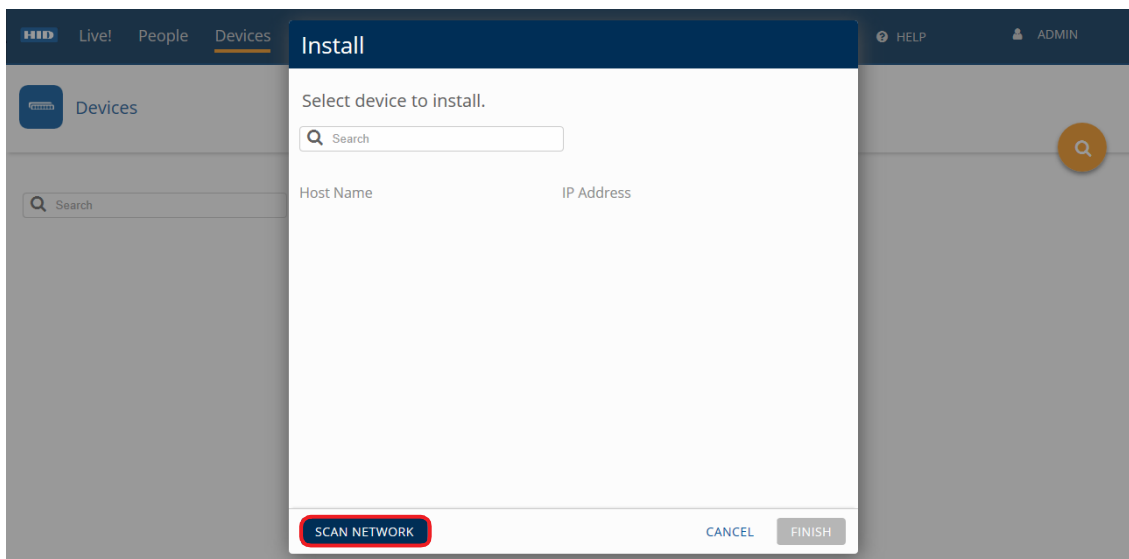 HID Live! People Devices HELP ADMIN
Install
Devices
Select device to install.
Search
Host Name IP Address
Search
SCAN NETWORK CANCEL FINISH